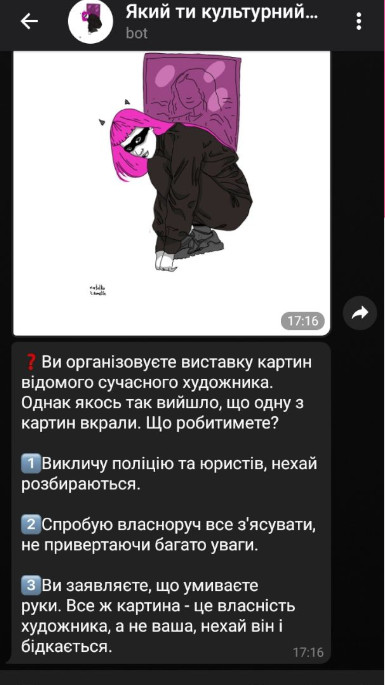 Який ти культурний...
bot
17:16
❓ Ви організовуєте виставку картин
відомого сучасного художника.
Однак якось так вийшло, що одну з
картин вкрали. Що робитимете?
1️⃣Викличу поліцію та юристів, нехай
розбираються.
2️⃣Спробую власноруч все з'ясувати,
не привертаючи багато уваги.
3️⃣Ви заявляєте, що умиваєте
руки. Все ж картина - це власність
художника, а не ваша, нехай він і
бідкається.
17:16